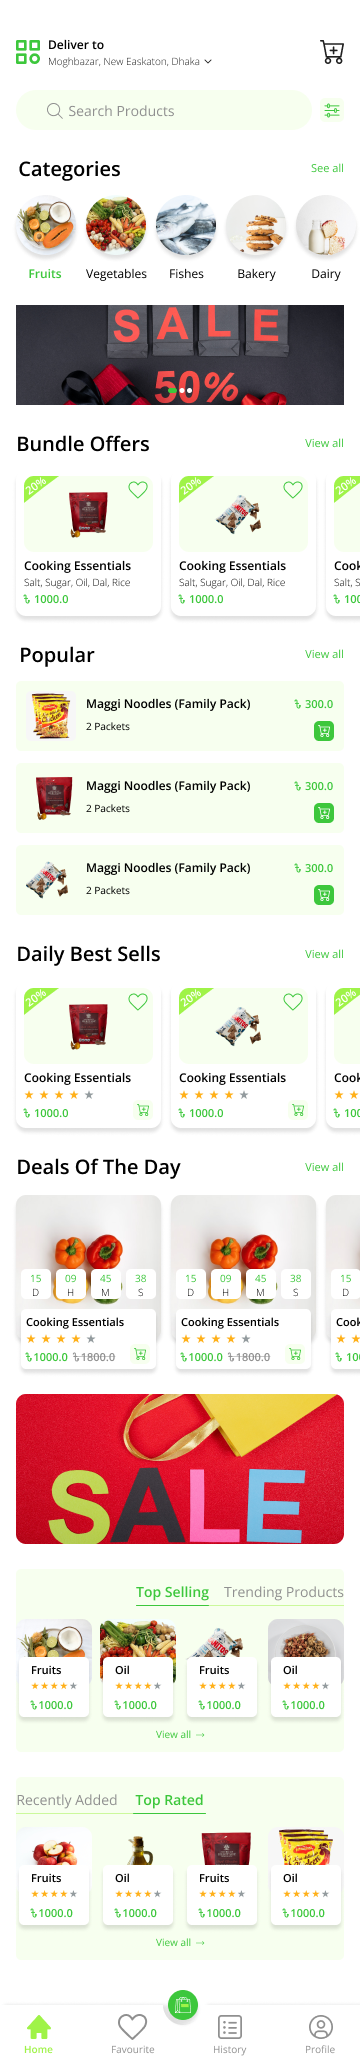 Deliver to
Moghbazar, New Easkaton, Dhaka
Search Products
Categories
See all
Fruits
Vegetables
Fishes
Bakery
Dairy
SALE
50%
Bundle Offers
View all
20%
20%
20%
Cooking Essentials
Cooking Essentials
Cook
Salt, Sugar, Oil, Dal, Rice
Salt, Sugar, Oil, Dal, Rice
Salt, S
৳ 1000.0
৳ 1000.0
৳ 100
Popular
View all
Maggi Noodles (Family Pack)
৳ 300.0
2 Packets
Maggi Noodles (Family Pack)
৳ 300.0
2 Packets
Maggi Noodles (Family Pack)
৳ 300.0
2 Packets
Daily Best Sells
View all
20%
20%
20%
Cooking Essentials
Cooking Essentials
Cook
৳ 1000.0
৳ 1000.0
৳ 100
Deals Of The Day
View all
15 09 45 38
D H M S
15 09 45 38
D H M S
15
D
Cooking Essentials
Cooking Essentials
Cook
৳1000.0 ৳1800.0
৳1000.0 ৳1800.0
৳ 10
SALE
Top Selling
Trending Products
Fruits
Oil
Fruits
Oil
৳1000.0
৳1000.0
৳1000.0
৳1000.0
View all →
Recently Added
Top Rated
Fruits
Oil
Fruits
Oil
৳1000.0
৳1000.0
৳1000.0
৳1000.0
View all →
Home
Favourite
History
Profile